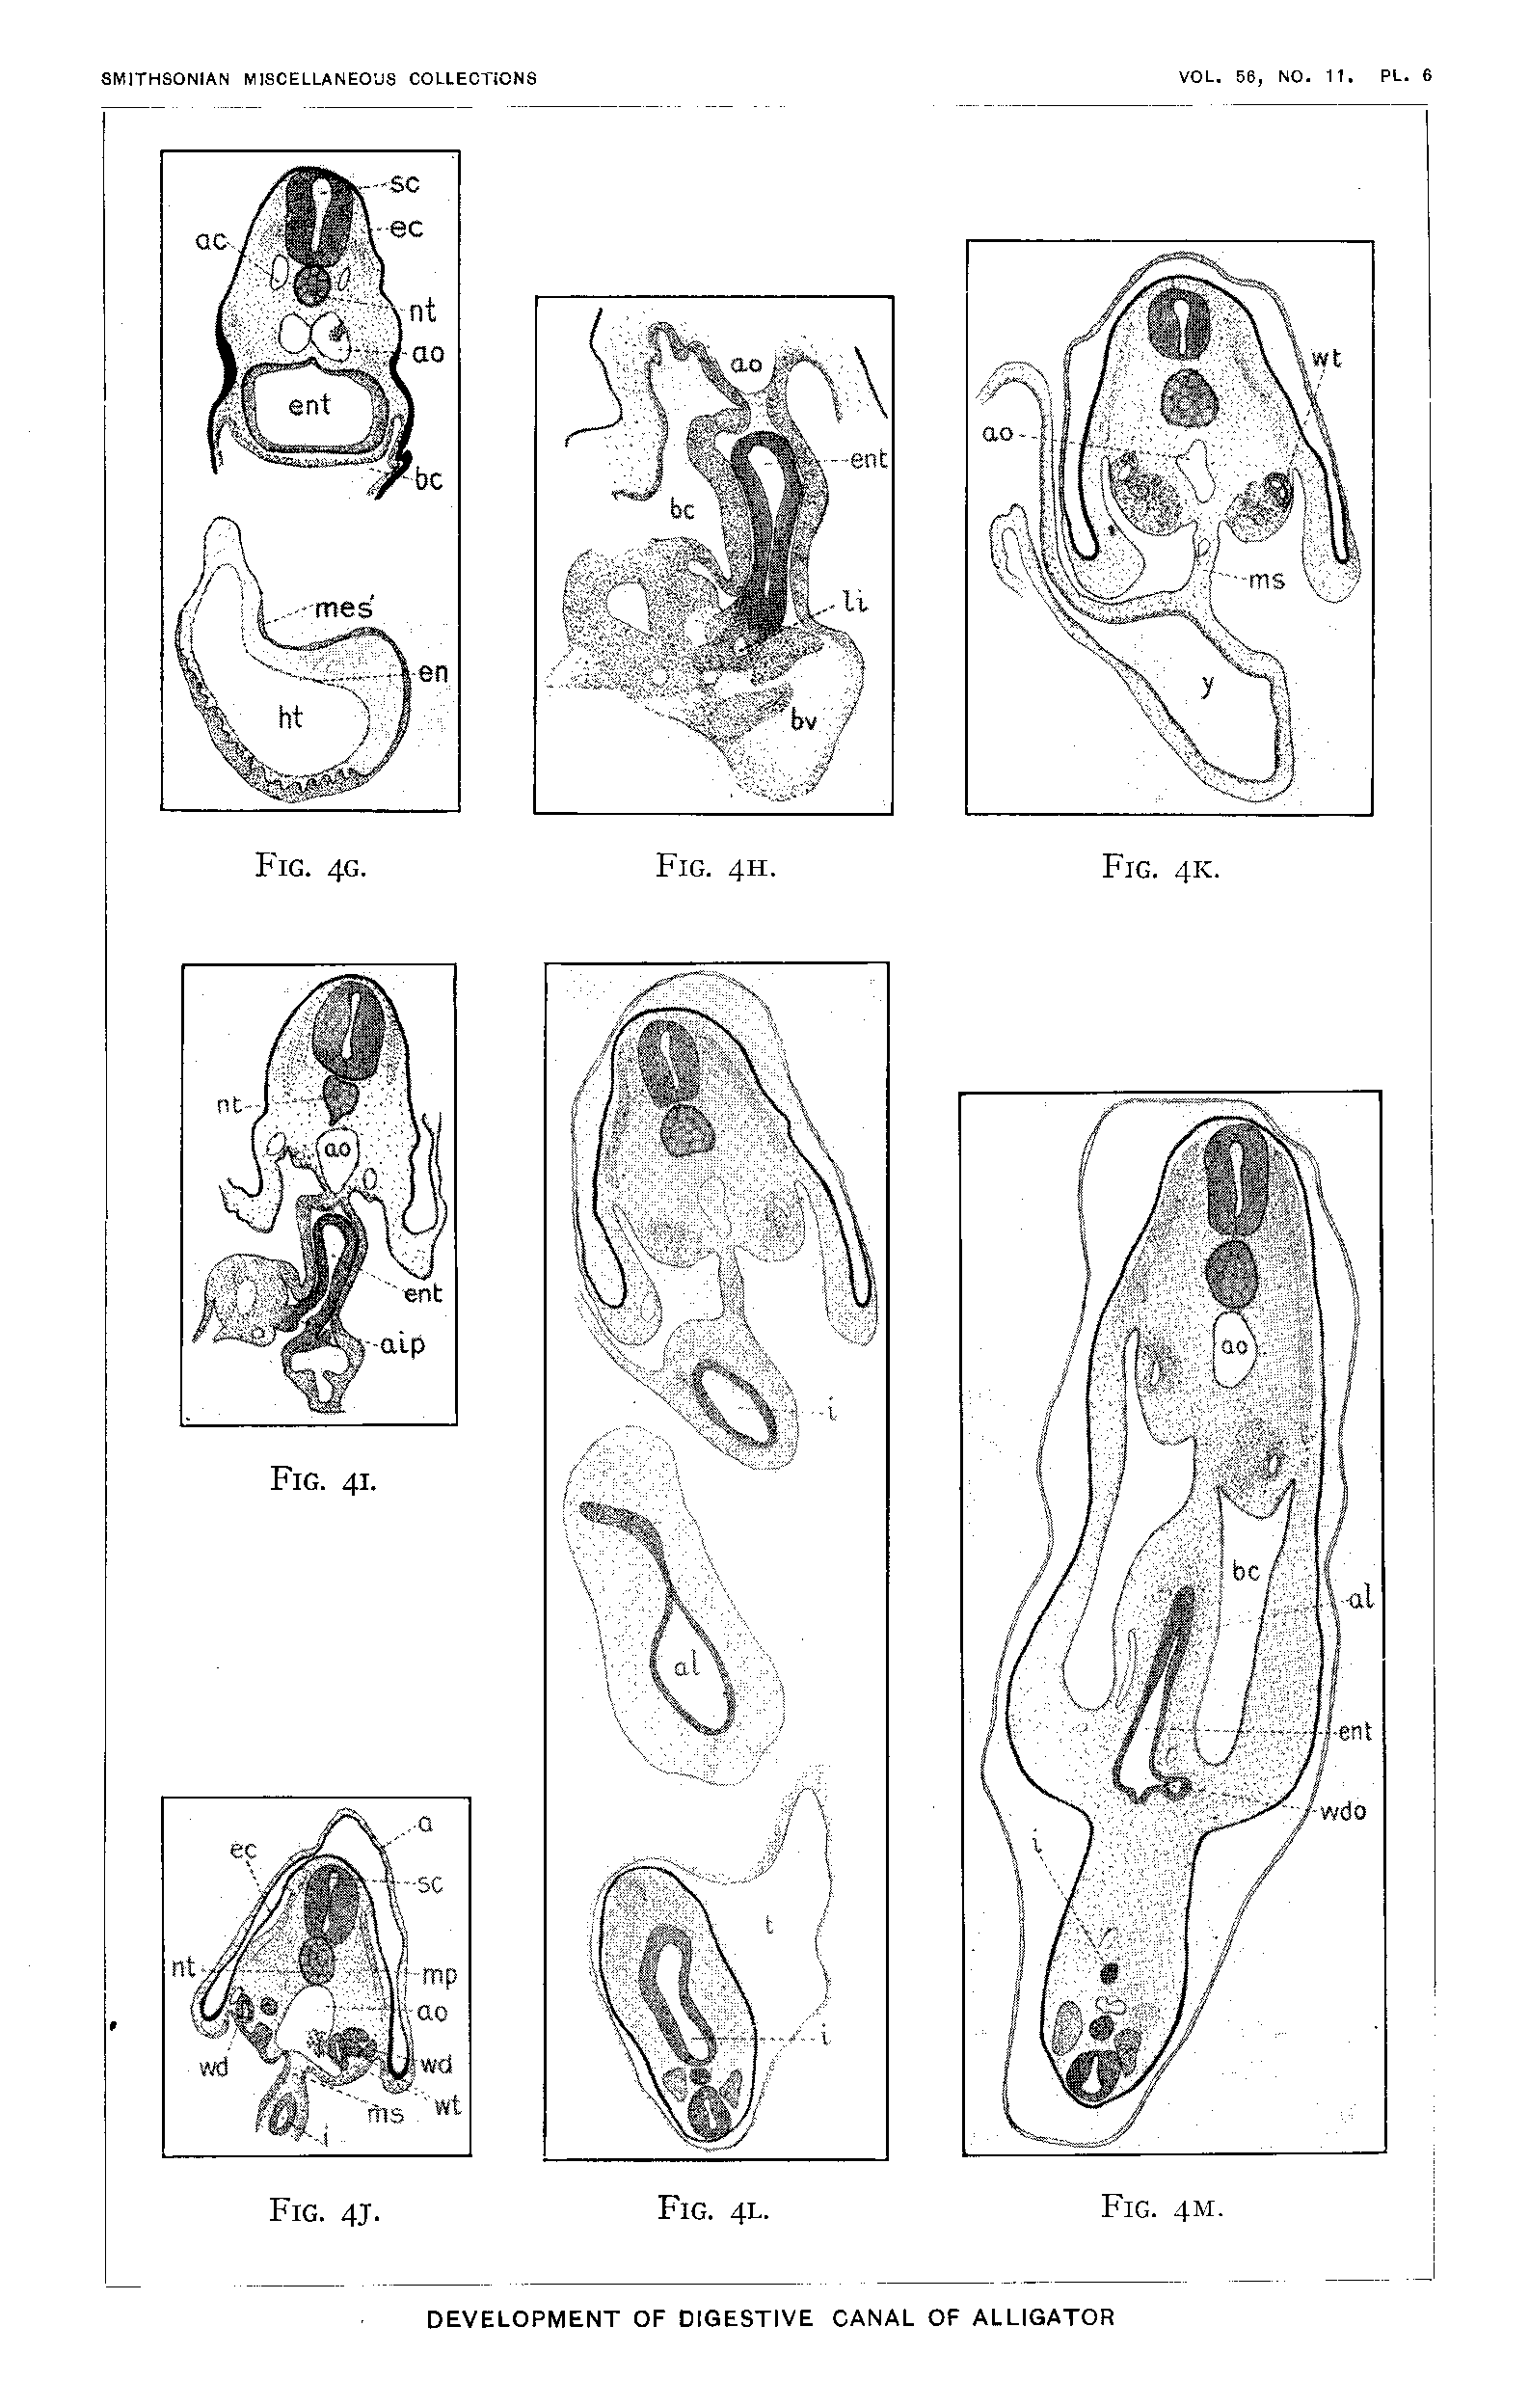 SMITHSONIAN MISCELLANEOUS COLLECTIONS
VOL. 56, NO. 11. PL. 6
sc
ec
ac
nt
ao
ent
bc
mes'
en
ht
FIG. 4G.
ao
ent
bc
li
bv
FIG. 4H.
wt
ao
ms
y
FIG. 4K.
nt
ao
ent
aip
FIG. 4I.
a
ec
sc
nt
mp
ao
wd
wd
wt
ms
i
FIG. 4J.
i
al
t
i
FIG. 4L.
ao
bc
al
ent
wdo
i
FIG. 4M.
DEVELOPMENT OF DIGESTIVE CANAL OF ALLIGATOR